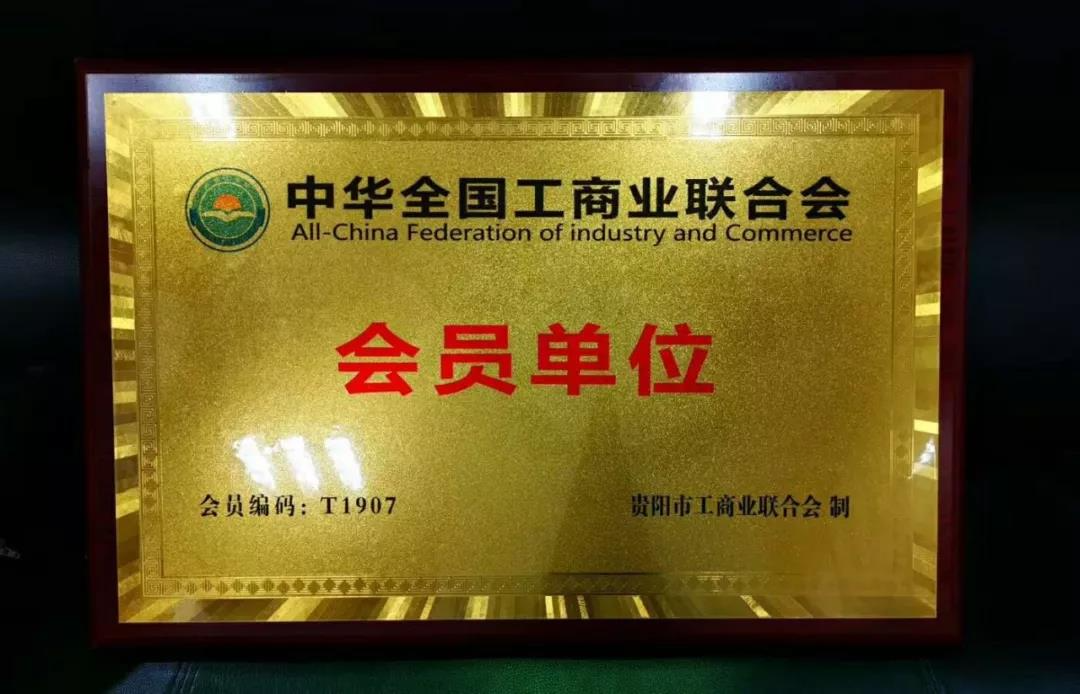 中华全国工商业联合会
All-China Federation of industry and Commerce
会员单位
会员编码：T1907
贵阳市工商业联合会 制